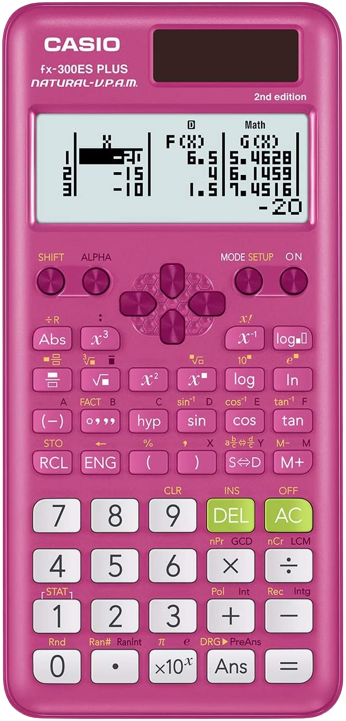 CASIO
fx-300ES PLUS
NATURAL-V.P.A.M.
2nd edition
D Math
X F(X) G(X)
1 -20 6.5 5.4628
2 -15 4 6.1459
3 -10 1.5 7.4516
-20
SHIFT ALPHA MODE SETUP ON
÷R : x!
Abs x³ x⁻¹ log▪▯
▪▤ ³√▫ ▪√▫ 10▪ e▪
√▪ x² x▪ log ln
A FACT B C sin⁻¹ D cos⁻¹ E tan⁻¹ F
(−) °,,, hyp sin cos tan
STO ← % , X a b/c⇔d/c Y M− M
RCL ENG ( ) S⇔D M+
CLR INS OFF
7 8 9 DEL AC
nPr GCD nCr LCM
4 5 6 × ÷
STAT Pol Int Rec Intg
1 2 3 + −
Rnd Ran# RanInt π e DRG▶ PreAns
0 • ×10ˣ Ans =